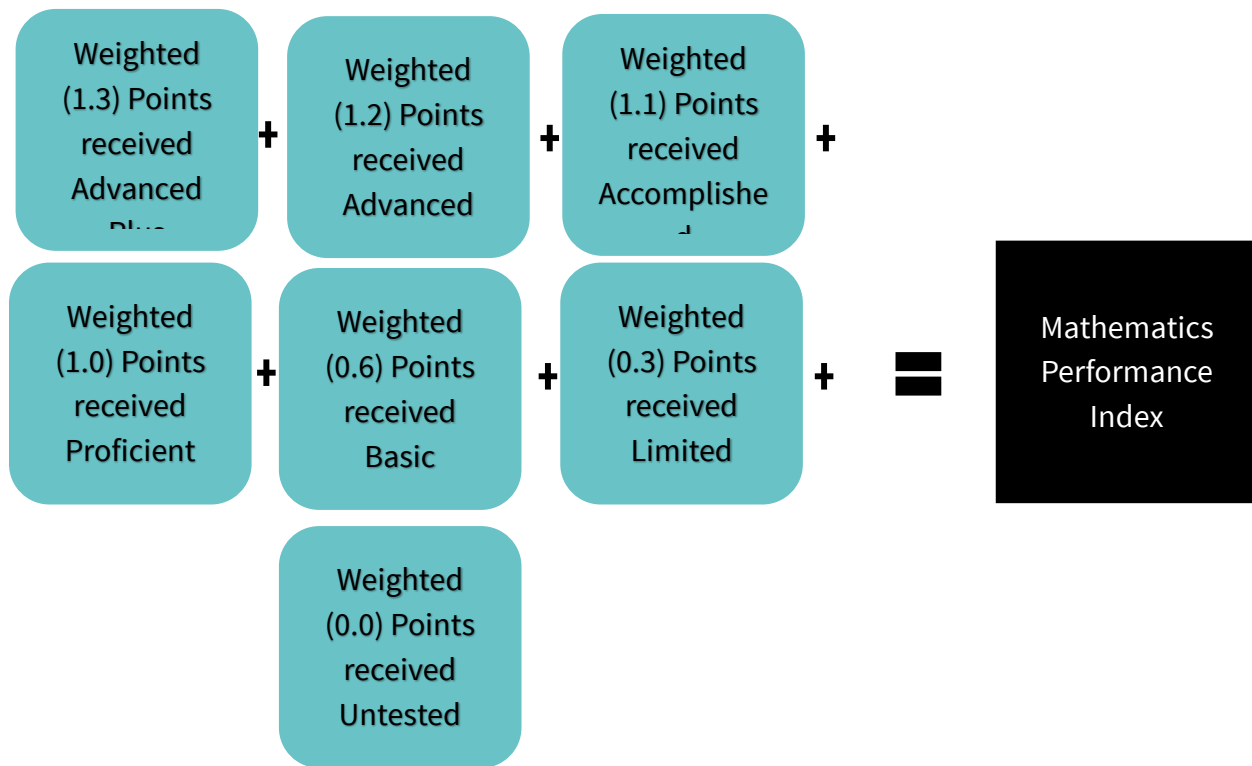 Weighted
(1.3) Points
received
Advanced
Plus
+
Weighted
(1.2) Points
received
Advanced
+
Weighted
(1.1) Points
received
Accomplishe
d
+
Weighted
(1.0) Points
received
Proficient
+
Weighted
(0.6) Points
received
Basic
+
Weighted
(0.3) Points
received
Limited
+
Weighted
(0.0) Points
received
Untested
=
Mathematics
Performance
Index